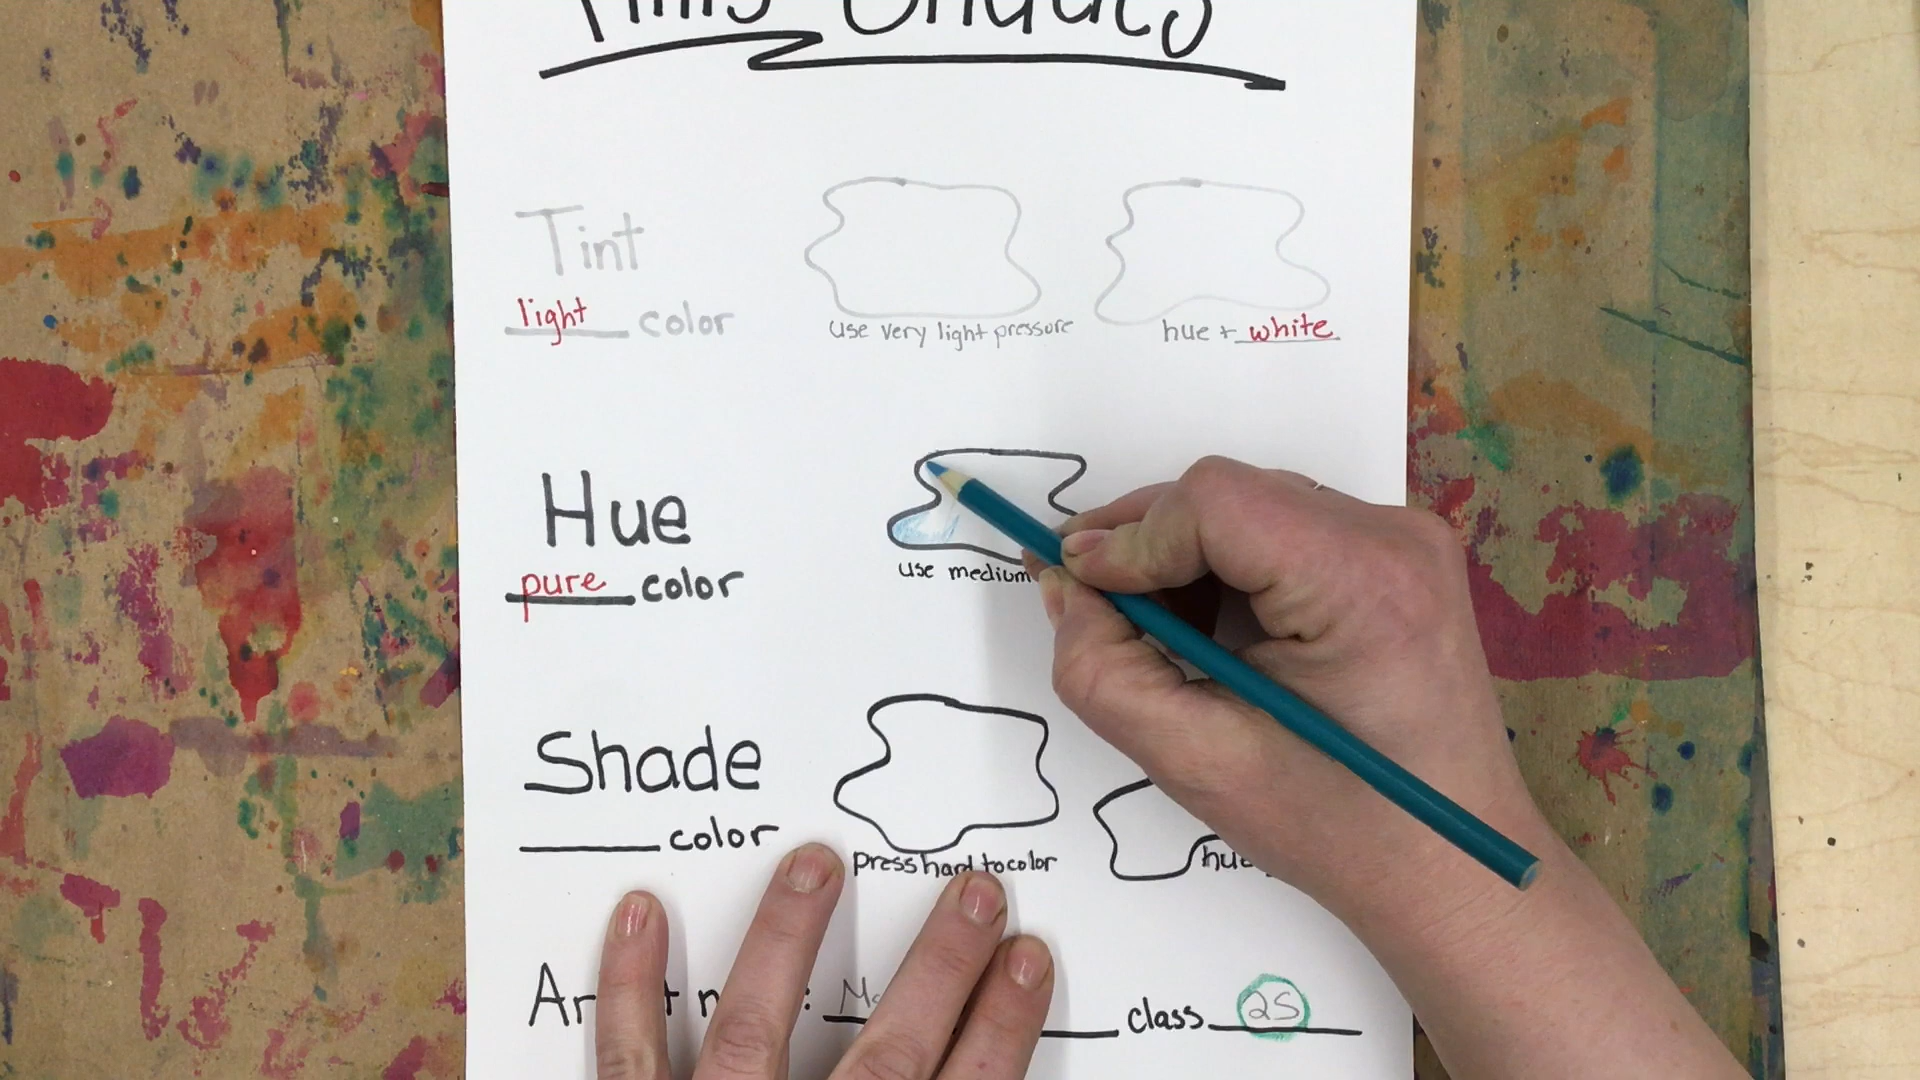 Tint
light color
use very light pressure
hue + white
Hue
pure color
use medium
Shade
color
press hard to color
hue
class 2S